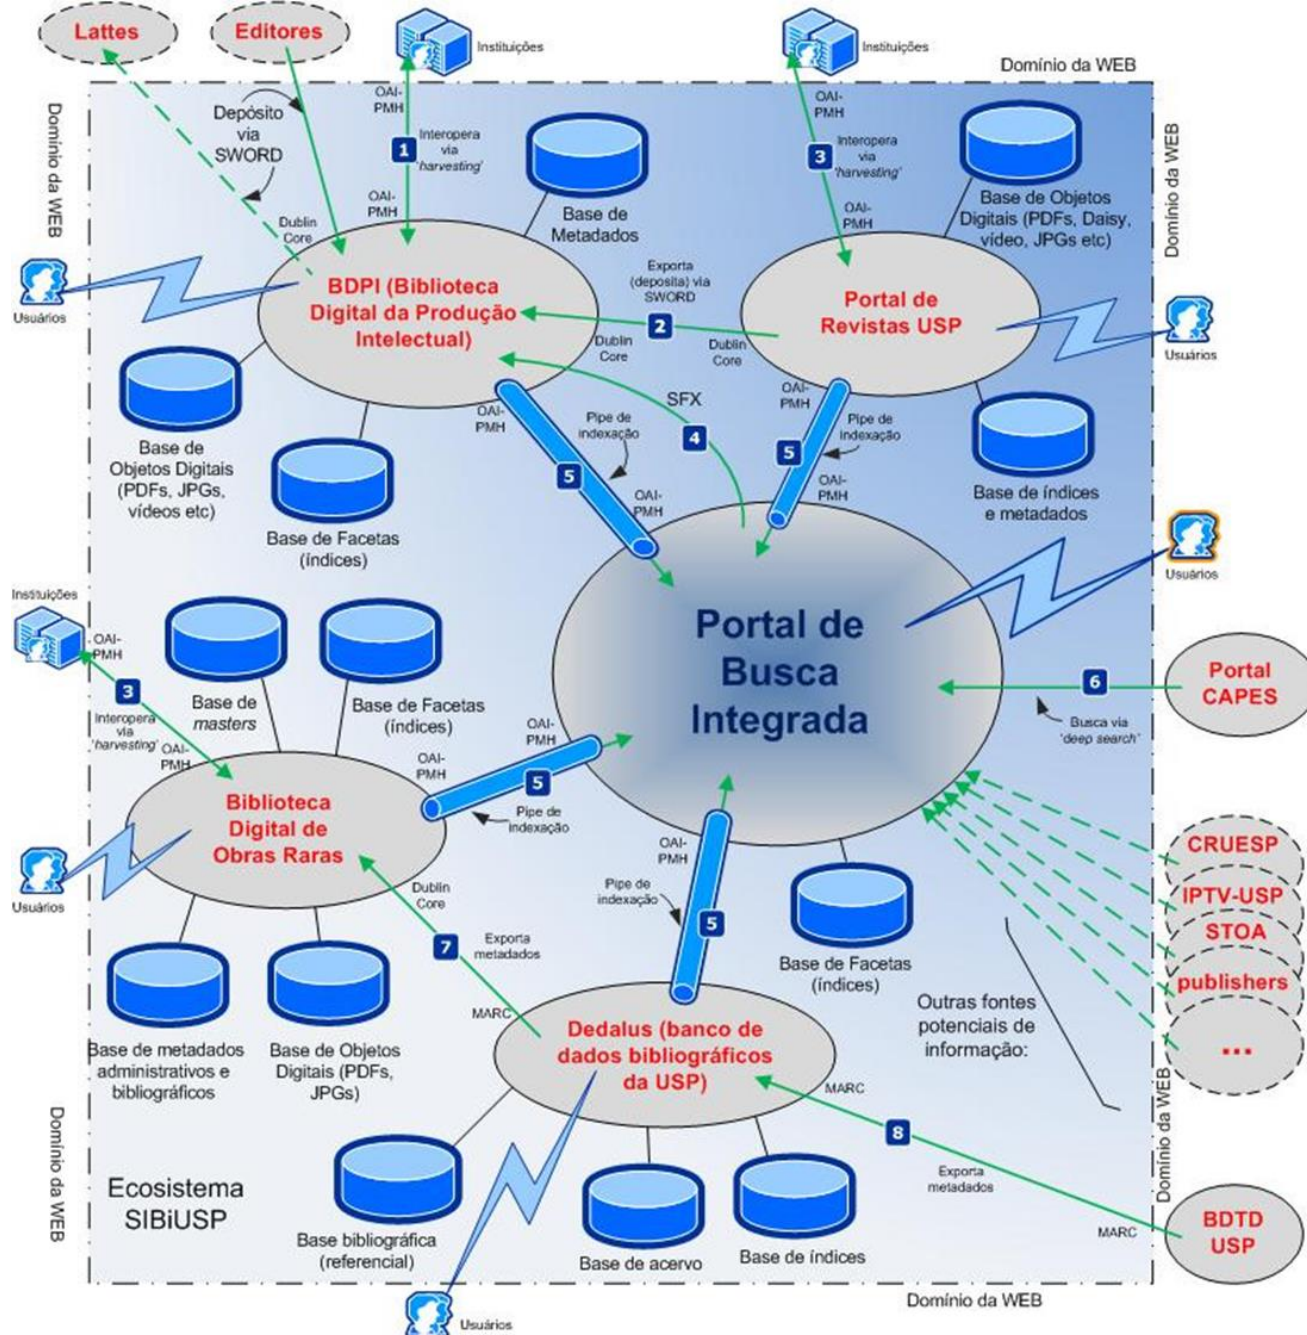 Lattes
Editores
Instituições
Instituições
Domínio da WEB
Domínio da WEB
Depósito
via
SWORD
OAI-
PMH
1
Interopera
via
'harvesting'
OAI-
PMH
Dublin
Core
Base de
Metadados
OAI-
PMH
3
Interopera
via
'harvesting'
OAI-
PMH
Base de Objetos
Digitais (PDFs, Daisy,
vídeo, JPGs etc)
Domínio da WEB
Usuários
BDPI (Biblioteca
Digital da Produção
Intelectual)
Exporta
(deposita) via
SWORD
2
Dublin
Core
Dublin
Core
Portal de
Revistas USP
Usuários
Base de
Objetos Digitais
(PDFs, JPGs,
vídeos etc)
Base de Facetas
(índices)
OAI-
PMH
Pipe de
indexação
5
OAI-
PMH
SFX
4
OAI-
PMH
Pipe de
indexação
5
OAI-
PMH
Base de índices
e metadados
Usuários
Portal de
Busca
Integrada
Instituições
OAI-
PMH
3
Interopera
via
'harvesting'
OAI-
PMH
Base de
masters
Base de Facetas
(índices)
6
Busca via
'deep search'
Portal
CAPES
Biblioteca
Digital de
Obras Raras
OAI-
PMH
5
OAI-
PMH
Pipe de
indexação
Usuários
Dublin
Core
7
Exporta
metadados
MARC
OAI-
PMH
Pipe de
indexação
5
Base de Facetas
(índices)
CRUESP
IPTV-USP
STOA
publishers
...
Outras fontes
potenciais de
informação:
Base de metadados
administrativos e
bibliográficos
Base de Objetos
Digitais (PDFs,
JPGs)
Dedalus (banco de
dados bibliográficos
da USP)
MARC
8
Exporta
metadados
MARC
BDTD
USP
Domínio da WEB
Domínio da WEB
Ecosistema
SIBiUSP
Base bibliográfica
(referencial)
Base de acervo
Base de índices
Usuários
Domínio da WEB